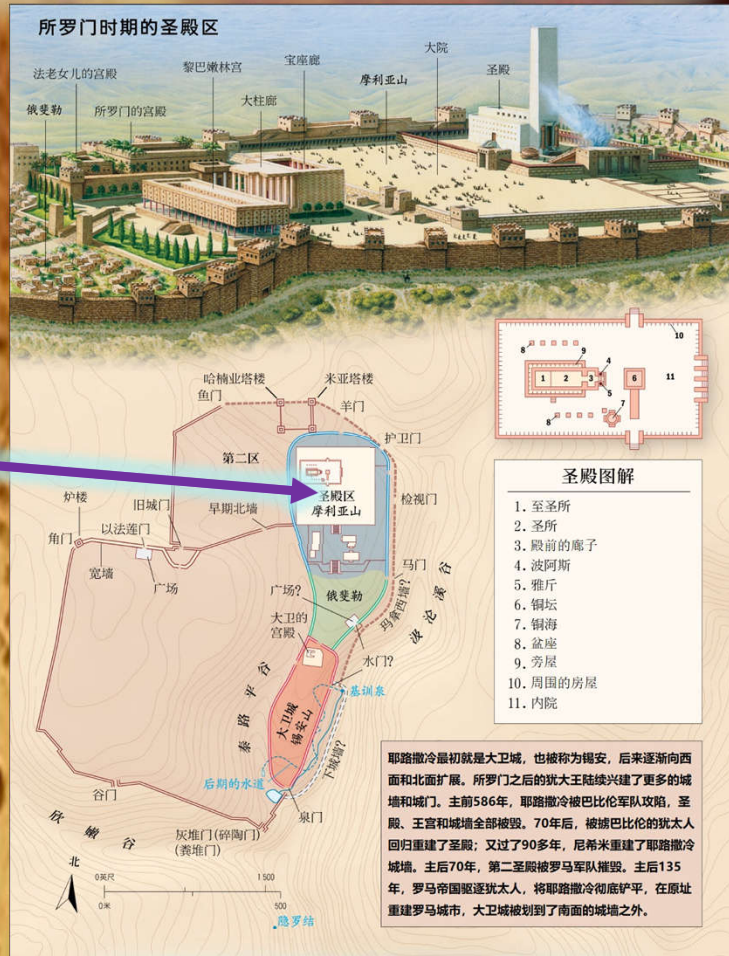 所罗门时期的圣殿区
法老女儿的宫殿
俄斐勒
所罗门的宫殿
黎巴嫩林宫
大柱廊
宝座廊
摩利亚山
大院
圣殿
10
9
8
4
1
2
3
6
11
5
7
8
圣殿图解
1. 至圣所
2. 圣所
3. 殿前的廊子
4. 波阿斯
5. 雅斤
6. 铜坛
7. 铜海
8. 盆座
9. 旁屋
10. 周围的房屋
11. 内院
哈楠业塔楼
米亚塔楼
鱼门
羊门
护卫门
第二区
圣殿区
摩利亚山
检视门
炉楼
旧城门
早期北墙
以法莲门
角门
宽墙
广场
马门
广场?
俄斐勒
玛拿西墙?
汲沦溪谷
大卫的
宫殿
水门?
基训泉
泰路平谷
大卫城
锡安山
下城墙?
后期的水道
谷门
泉门
欣嫩谷
灰堆门(碎陶门)
(粪堆门)
北
0英尺
1 500
0米
500
隐罗结
耶路撒冷最初就是大卫城，也被称为锡安，后来逐渐向西
面和北面扩展。所罗门之后的犹大王陆续兴建了更多的城
墙和城门。主前586年，耶路撒冷被巴比伦军队攻陷，圣
殿、王宫和城墙全部被毁。70年后，被掳巴比伦的犹太人
回归重建了圣殿；又过了90多年，尼希米重建了耶路撒冷
城墙。主后70年，第二圣殿被罗马军队摧毁。主后135
年，罗马帝国驱逐犹太人，将耶路撒冷彻底铲平，在原址
重建罗马城市，大卫城被划到了南面的城墙之外。